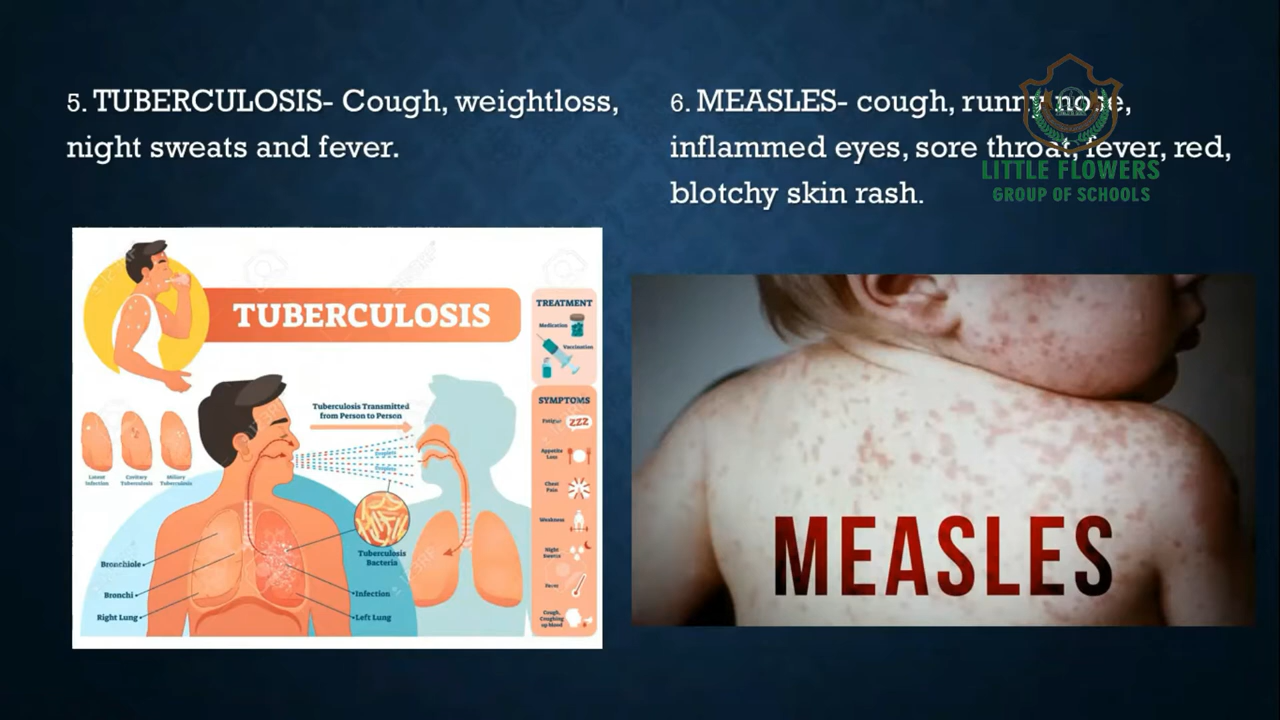 5. TUBERCULOSIS- Cough, weightloss,
night sweats and fever.
6. MEASLES- cough, runny nose,
inflammed eyes, sore throat, fever, red,
blotchy skin rash.
LITTLE FLOWERS
GROUP OF SCHOOLS
TUBERCULOSIS
TREATMENT
Medication
Vaccination
SYMPTOMS
Fatigue
ZZZ
Appetite
Loss
Chest
Pain
Weakness
Night
Fever
Cough,
Coughing
up blood
Tuberculosis Transmitted
from Person to Person
Latent
Infection
Cavitary
Tuberculosis
Miliary
Tuberculosis
Tuberculosis
Bacteria
Bronchiole
Bronchi
Right Lung
Infection
Left Lung
MEASLES